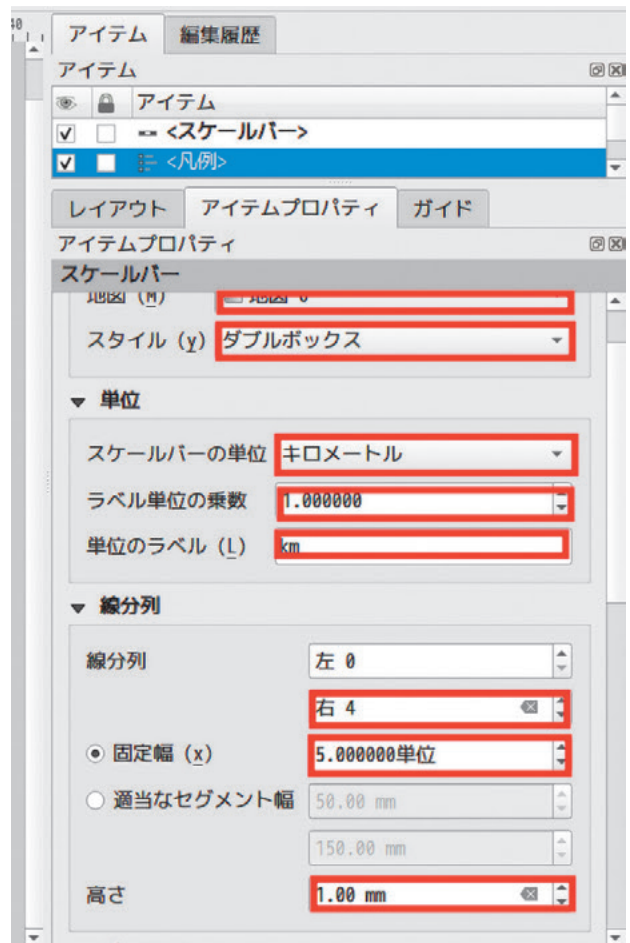 40
アイテム 編集履歴
アイテム
アイテム
<スケールバー>
<凡例>
レイアウト アイテムプロパティ ガイド
アイテムプロパティ
スケールバー
地図 (M) 地図 0
スタイル (y) ダブルボックス
単位
スケールバーの単位 キロメートル
ラベル単位の乗数 1.000000
単位のラベル (L) km
線分列
線分列 左 0
右 4
固定幅 (x) 5.000000単位
適当なセグメント幅 50.00 mm
150.00 mm
高さ 1.00 mm